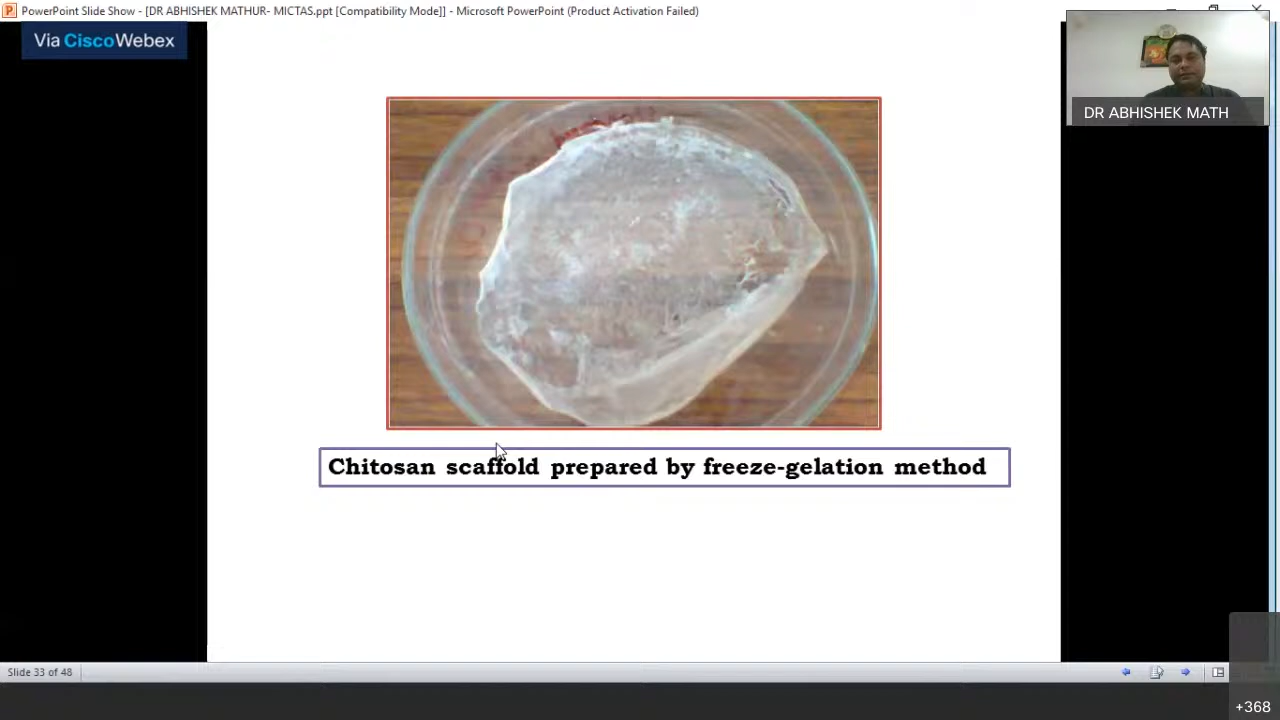 PowerPoint Slide Show - [DR ABHISHEK MATHUR- MICTAS.ppt [Compatibility Mode]] - Microsoft PowerPoint (Product Activation Failed)
Via CiscoWebex
DR ABHISHEK MATH
Chitosan scaffold prepared by freeze-gelation method
Slide 33 of 48
+368